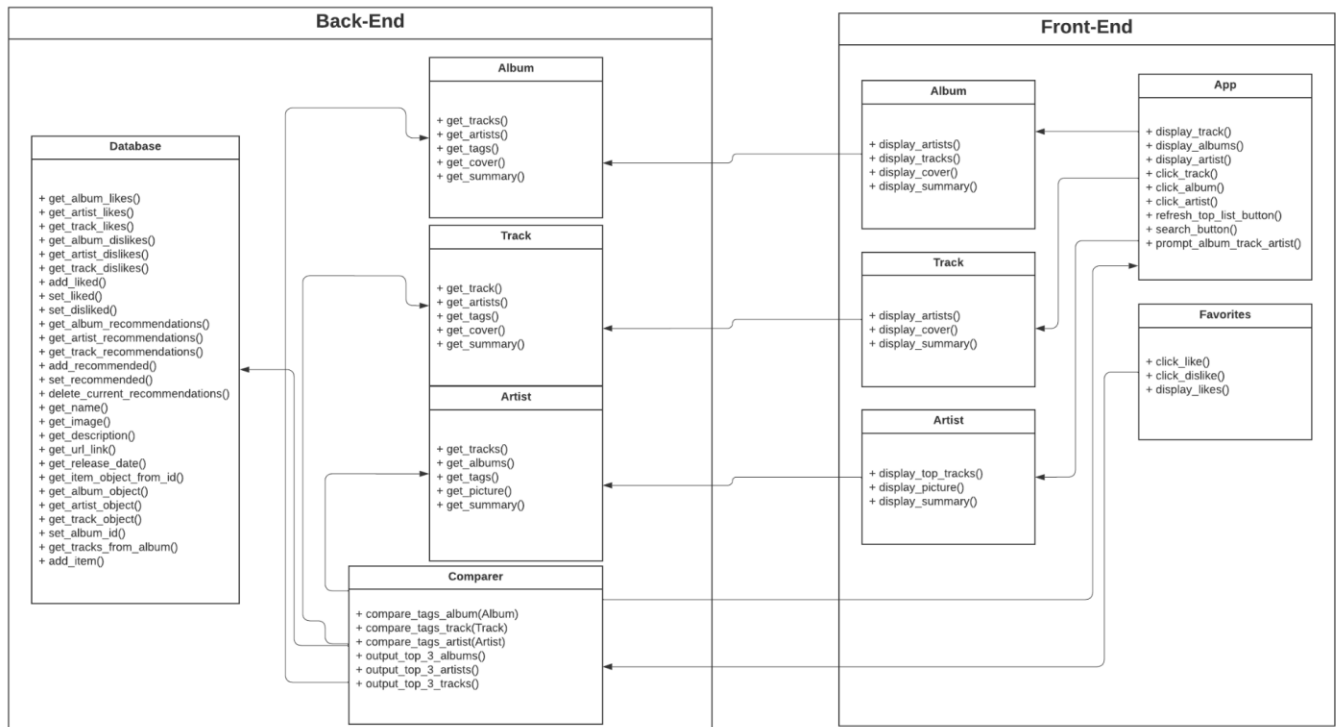 Back-End
Database
+ get_album_likes()
+ get_artist_likes()
+ get_track_likes()
+ get_album_dislikes()
+ get_artist_dislikes()
+ get_track_dislikes()
+ add_liked()
+ set_liked()
+ set_disliked()
+ get_album_recommendations()
+ get_artist_recommendations()
+ get_track_recommendations()
+ add_recommended()
+ set_recommended()
+ delete_current_recommendations()
+ get_name()
+ get_image()
+ get_description()
+ get_url_link()
+ get_release_date()
+ get_item_object_from_id()
+ get_album_object()
+ get_artist_object()
+ get_track_object()
+ set_album_id()
+ get_tracks_from_album()
+ add_item()
Album
+ get_tracks()
+ get_artists()
+ get_tags()
+ get_cover()
+ get_summary()
Track
+ get_track()
+ get_artists()
+ get_tags()
+ get_cover()
+ get_summary()
Artist
+ get_tracks()
+ get_albums()
+ get_tags()
+ get_picture()
+ get_summary()
Comparer
+ compare_tags_album(Album)
+ compare_tags_track(Track)
+ compare_tags_artist(Artist)
+ output_top_3_albums()
+ output_top_3_artists()
+ output_top_3_tracks()
Front-End
Album
+ display_artists()
+ display_tracks()
+ display_cover()
+ display_summary()
Track
+ display_artists()
+ display_cover()
+ display_summary()
Artist
+ display_top_tracks()
+ display_picture()
+ display_summary()
App
+ display_track()
+ display_albums()
+ display_artist()
+ click_track()
+ click_album()
+ click_artist()
+ refresh_top_list_button()
+ search_button()
+ prompt_album_track_artist()
Favorites
+ click_like()
+ click_dislike()
+ display_likes()